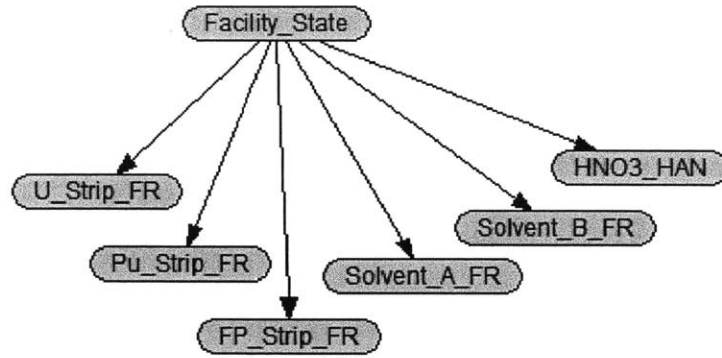 Facility_State
HNO3_HAN
U_Strip_FR
Solvent_B_FR
Pu_Strip_FR
Solvent_A_FR
FP_Strip_FR